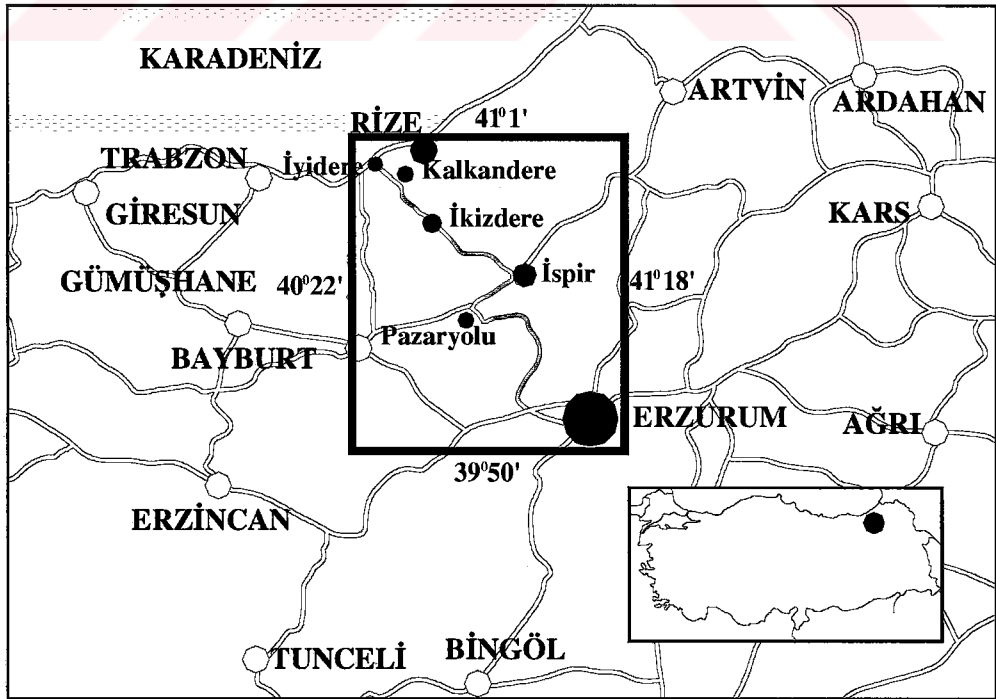 KARADENİZ
ARTVİN
ARDAHAN
RİZE
41⁰1'
TRABZON
İyidere
Kalkandere
GİRESUN
İkizdere
KARS
GÜMÜŞHANE
40⁰22'
İspir
41⁰18'
Pazaryolu
BAYBURT
ERZURUM
AĞRI
39⁰50'
ERZİNCAN
TUNCELİ
BİNGÖL